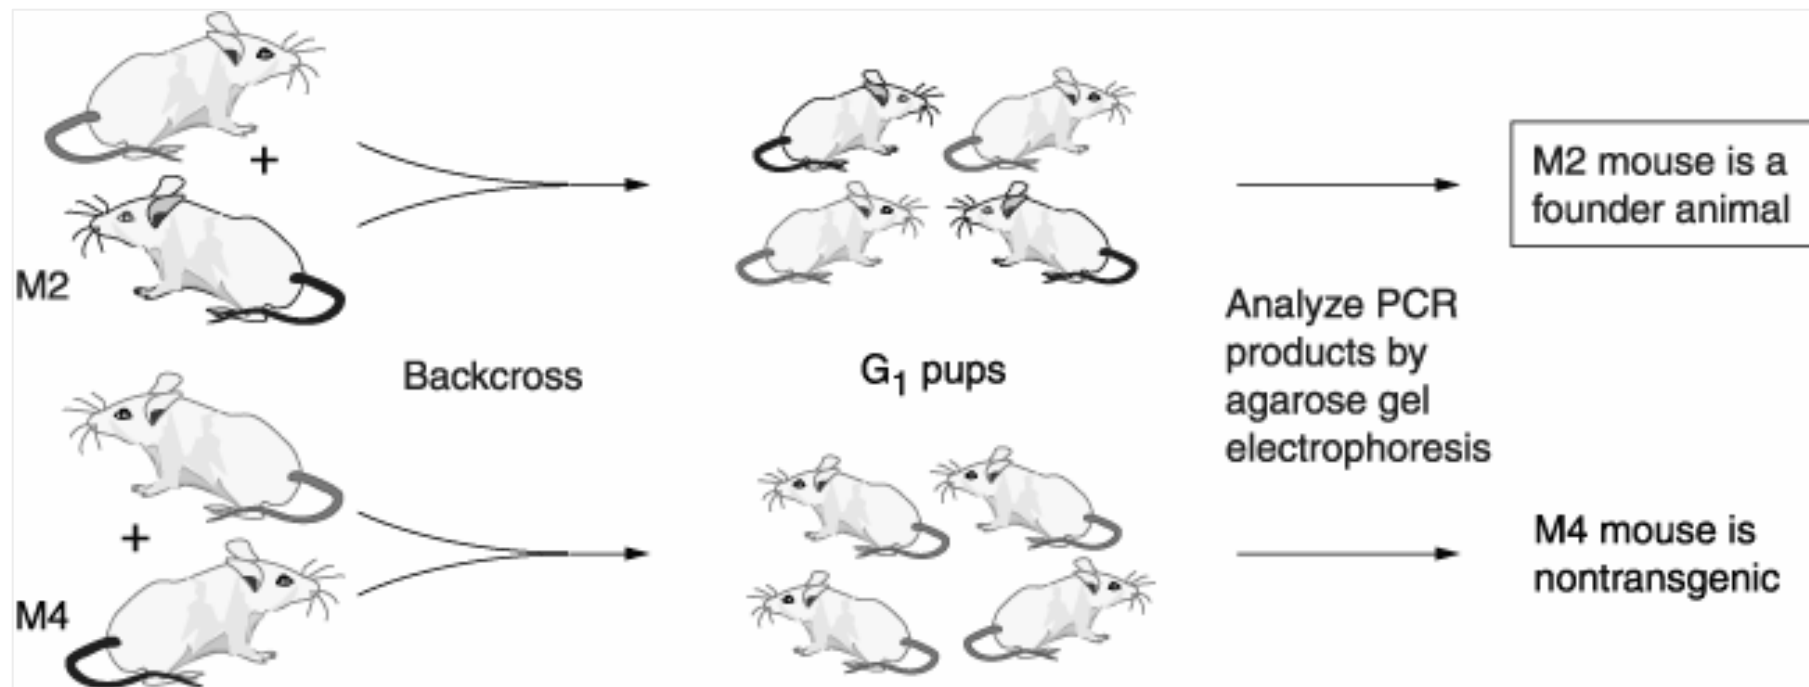 +
M2
Backcross
G₁ pups
M2 mouse is a
founder animal
Analyze PCR
products by
agarose gel
electrophoresis
+
M4
M4 mouse is
nontransgenic